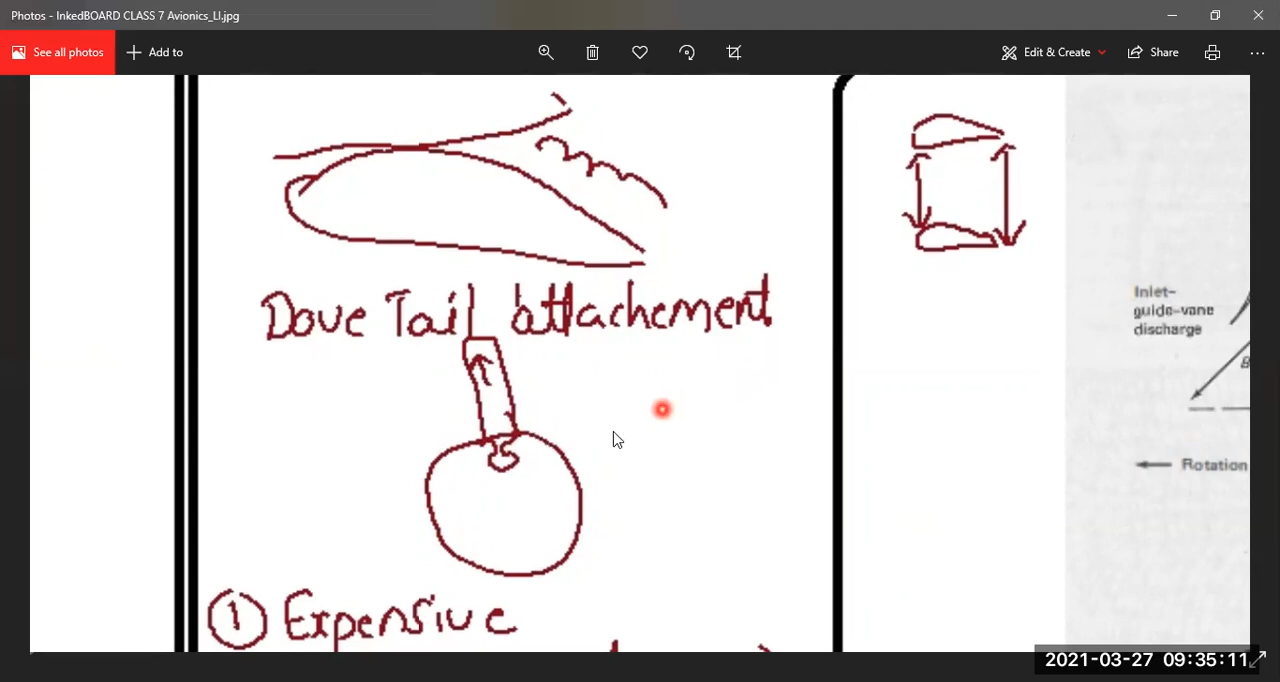 Photos - InkedBOARD CLASS 7 Avionics_LI.jpg
See all photos
Add to
Edit & Create
Share
Dove Tail attachement
Inlet-
guide-vane
discharge
Rotation
① Expensive
2021-03-27 09:35:11